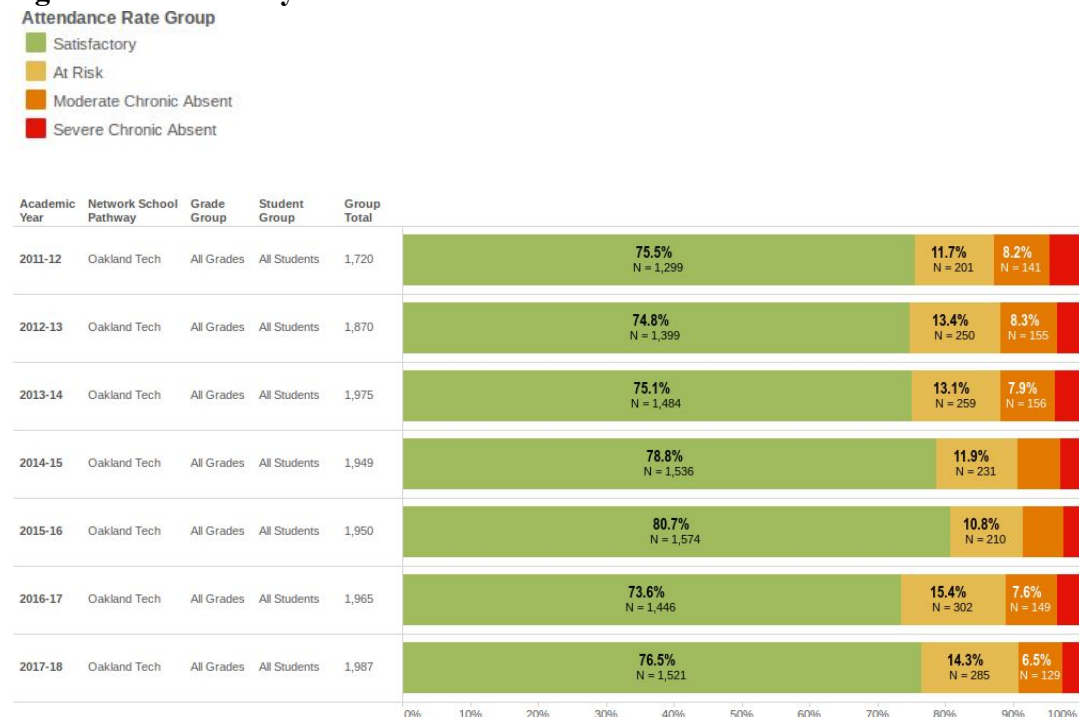 Attendance Rate Group
Satisfactory
At Risk
Moderate Chronic Absent
Severe Chronic Absent
Academic Year Network School Pathway Grade Group Student Group Group Total
2011-12 Oakland Tech All Grades All Students 1,720 75.5% N = 1,299 11.7% N = 201 8.2% N = 141
2012-13 Oakland Tech All Grades All Students 1,870 74.8% N = 1,399 13.4% N = 250 8.3% N = 155
2013-14 Oakland Tech All Grades All Students 1,975 75.1% N = 1,484 13.1% N = 259 7.9% N = 156
2014-15 Oakland Tech All Grades All Students 1,949 78.8% N = 1,536 11.9% N = 231
2015-16 Oakland Tech All Grades All Students 1,950 80.7% N = 1,574 10.8% N = 210
2016-17 Oakland Tech All Grades All Students 1,965 73.6% N = 1,446 15.4% N = 302 7.6% N = 149
2017-18 Oakland Tech All Grades All Students 1,987 76.5% N = 1,521 14.3% N = 285 6.5% N = 129
0% 10% 20% 30% 40% 50% 60% 70% 80% 90% 100%